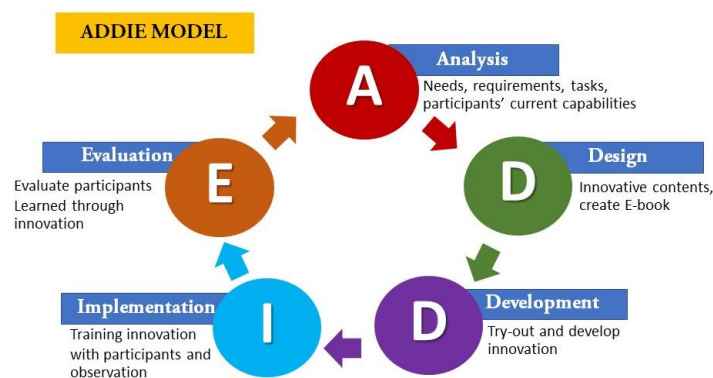 ADDIE MODEL
A
Analysis
Needs, requirements, tasks,
participants’ current capabilities
D
Design
Innovative contents,
create E-book
D
Development
Try-out and develop
innovation
I
Implementation
Training innovation
with participants and
observation
E
Evaluation
Evaluate participants
Learned through
innovation